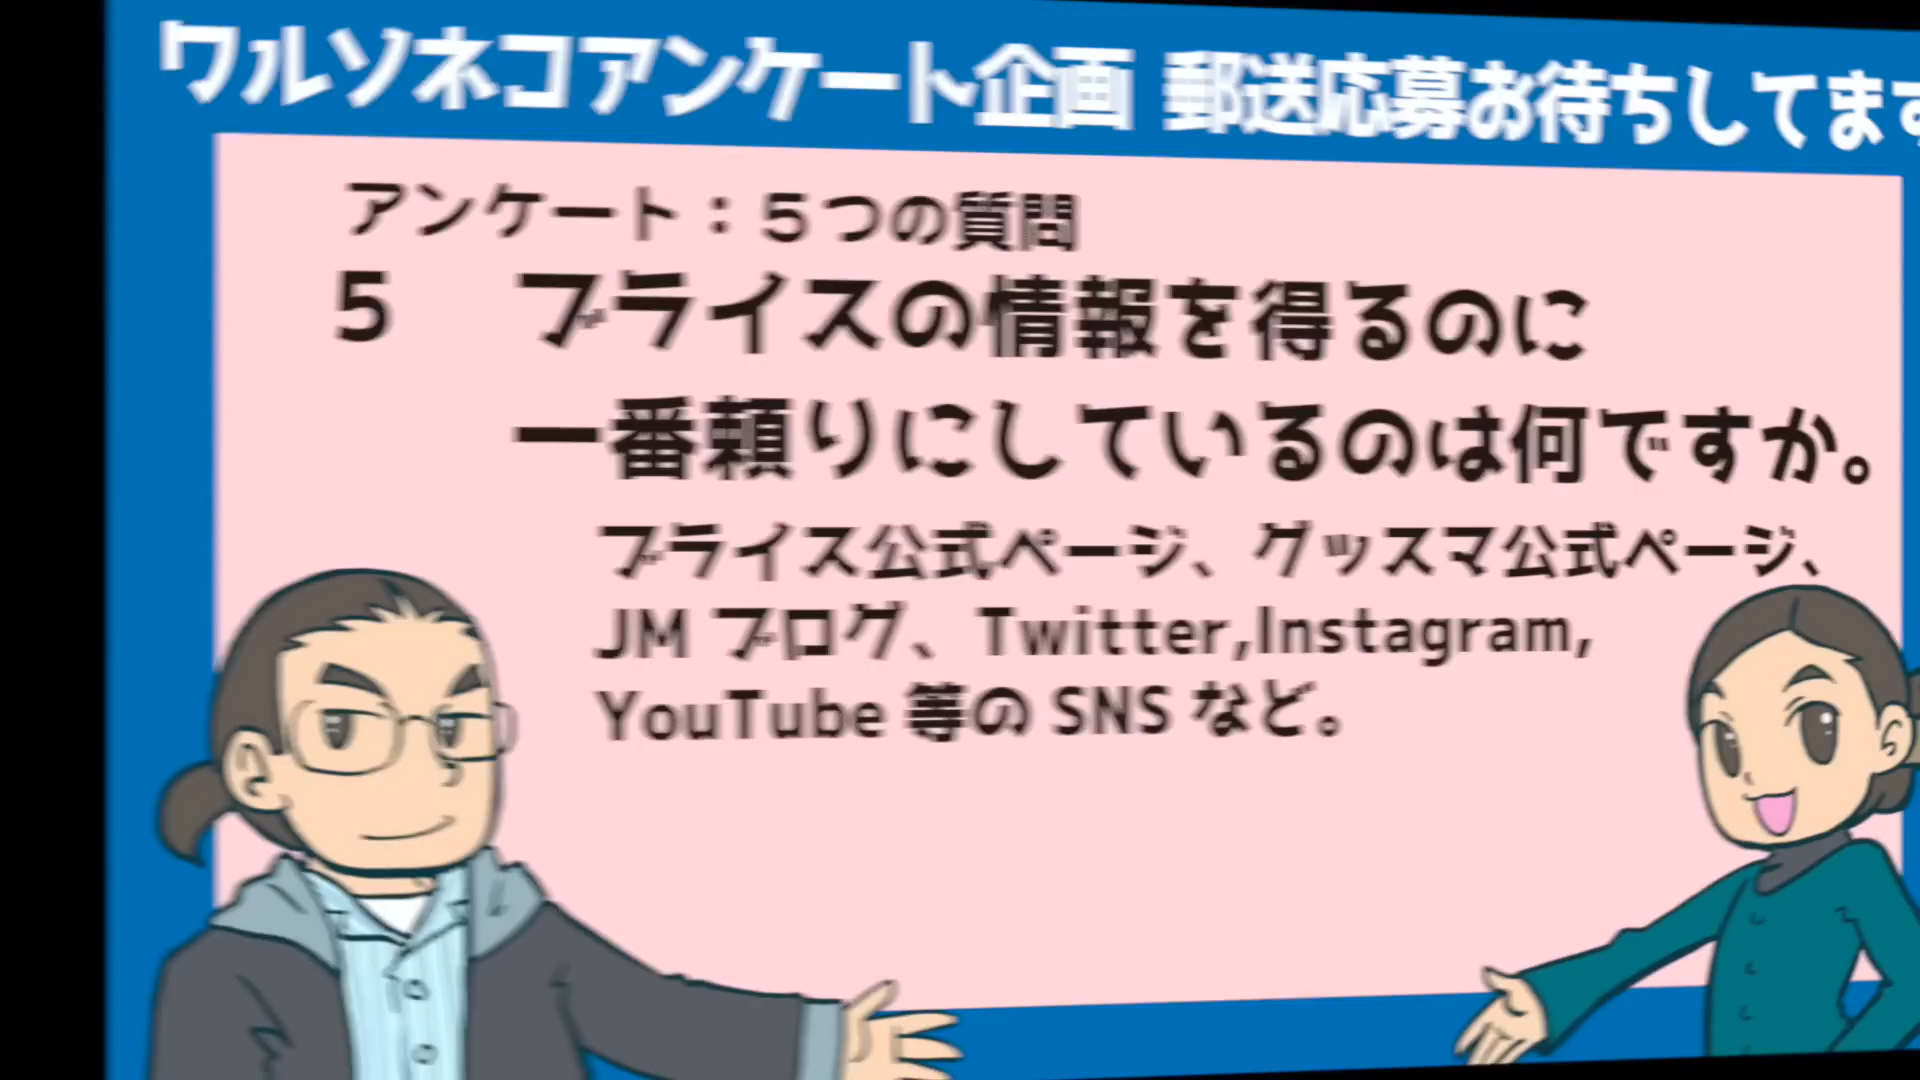 ワルソネコアンケート企画 郵送応募お待ちしてます
アンケート：５つの質問
5 ブライスの情報を得るのに
一番頼りにしているのは何ですか。
ブライス公式ページ、グッスマ公式ページ、
JM ブログ、Twitter,Instagram,
YouTube 等の SNS など。